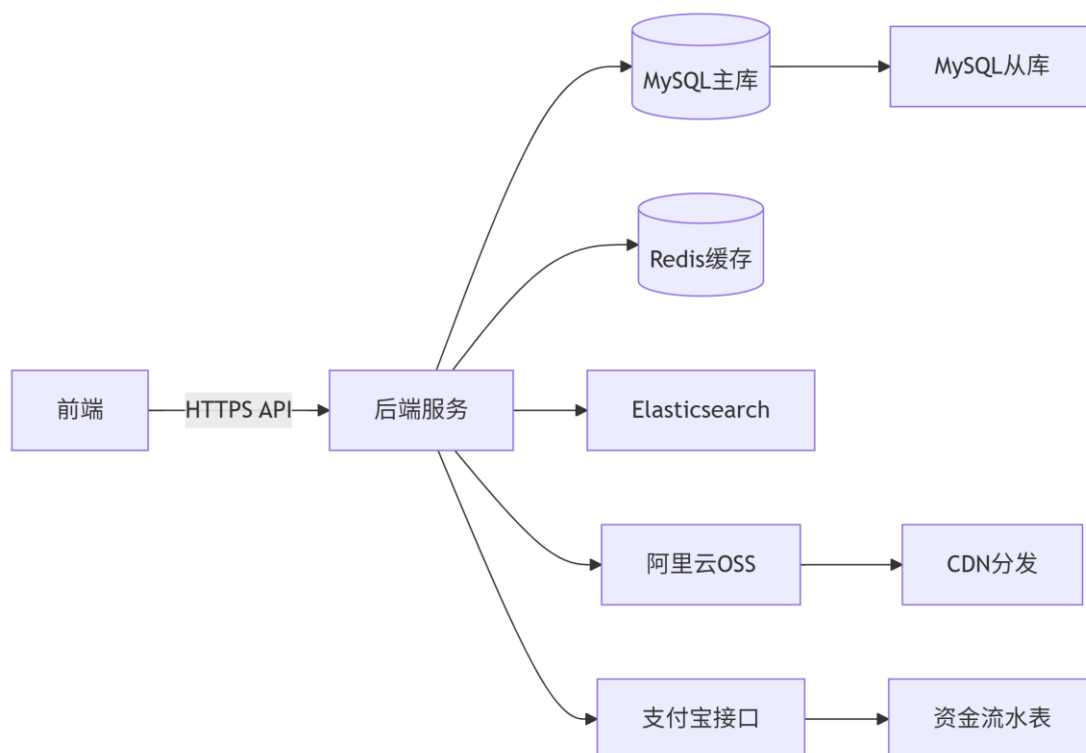 MySQL主库
MySQL从库
Redis缓存
前端
HTTPS API
后端服务
Elasticsearch
阿里云OSS
CDN分发
支付宝接口
资金流水表